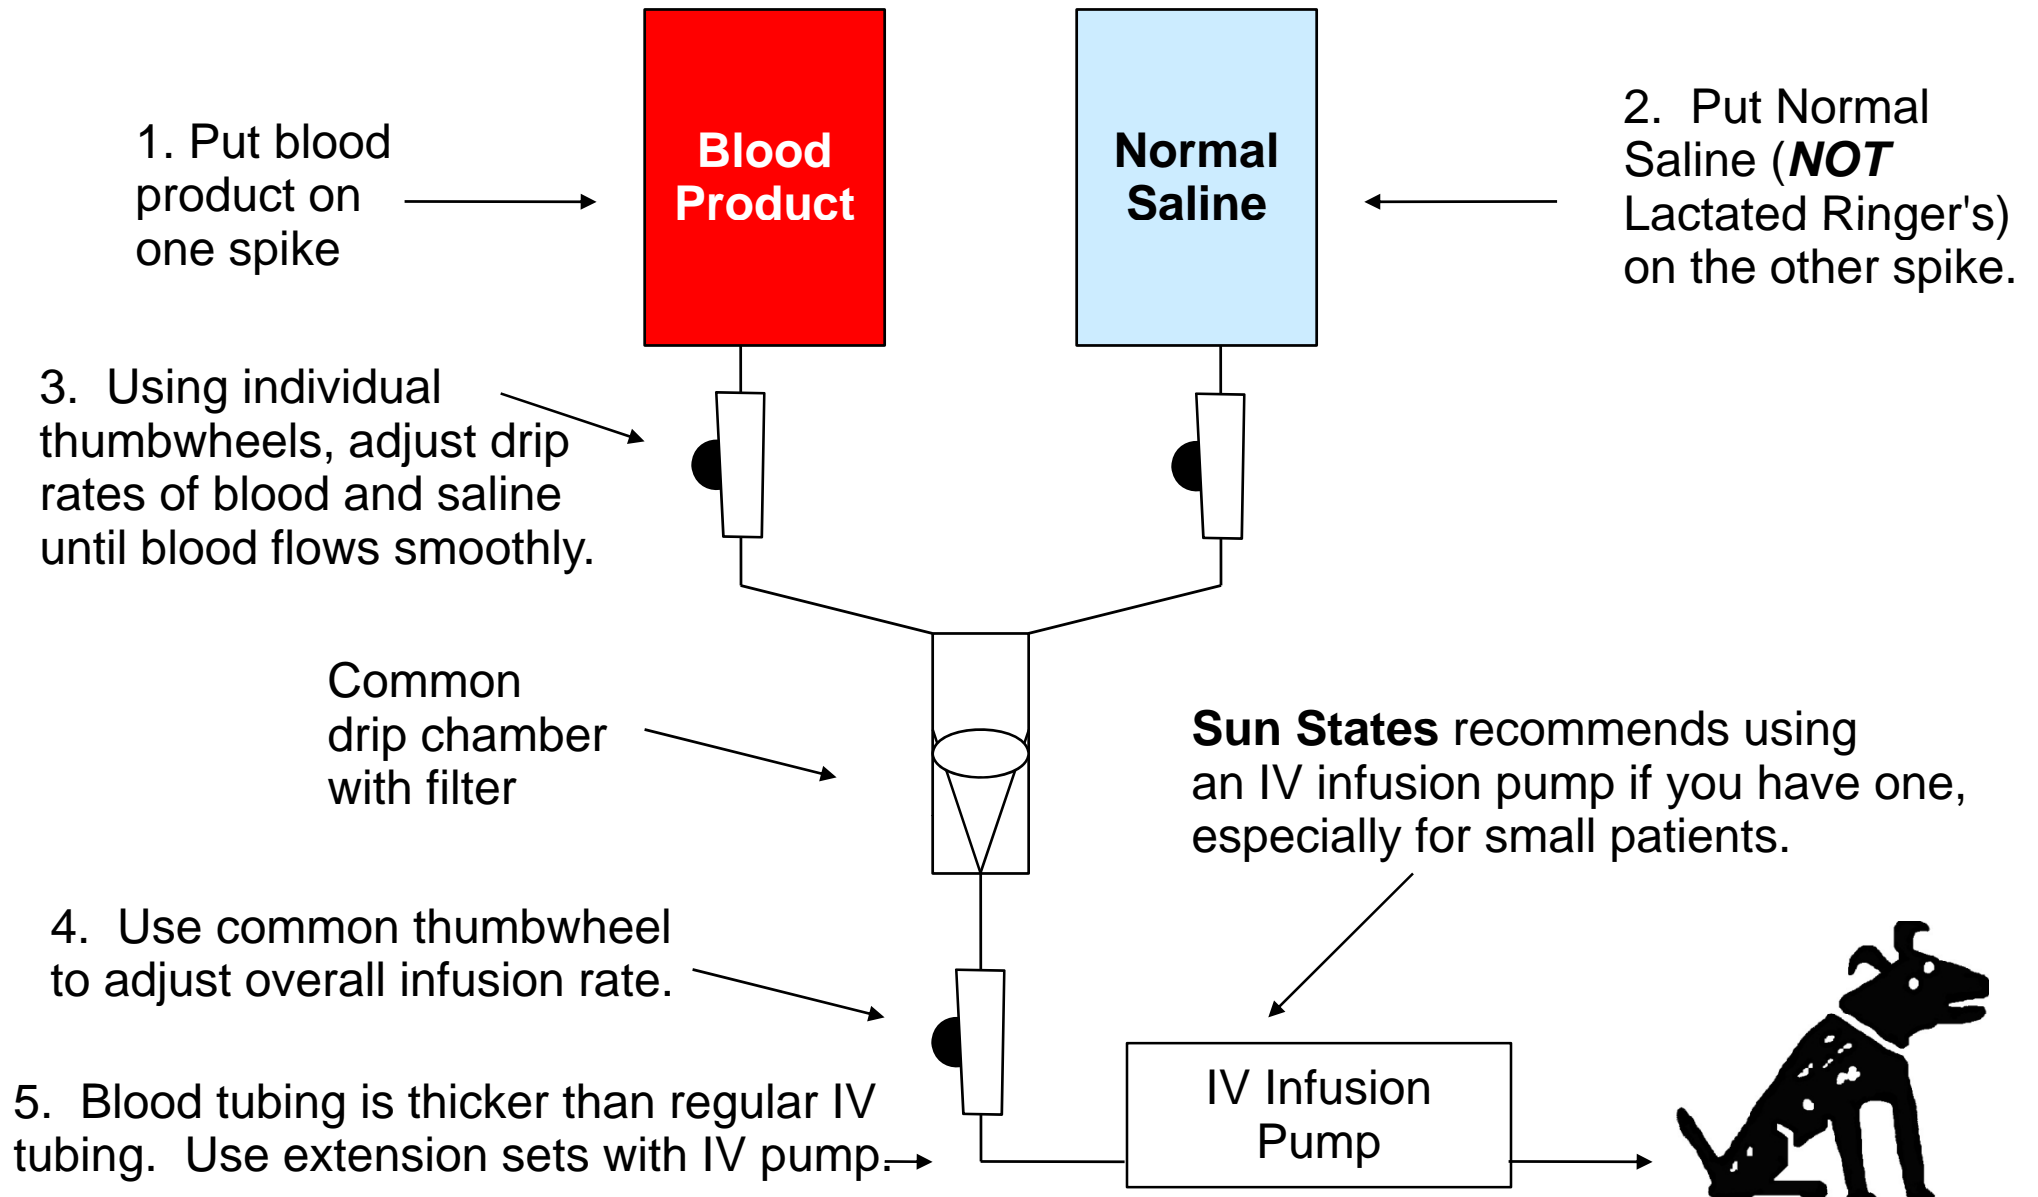 1. Put blood
product on
one spike
Blood
Product
Normal
Saline
2.  Put Normal
Saline (NOT
Lactated Ringer's)
on the other spike.
3.  Using individual
thumbwheels, adjust drip
rates of blood and saline
until blood flows smoothly.
Common
drip chamber
with filter
Sun States recommends using
an IV infusion pump if you have one,
especially for small patients.
4.  Use common thumbwheel
to adjust overall infusion rate.
5.  Blood tubing is thicker than regular IV
tubing.  Use extension sets with IV pump.
IV Infusion
Pump